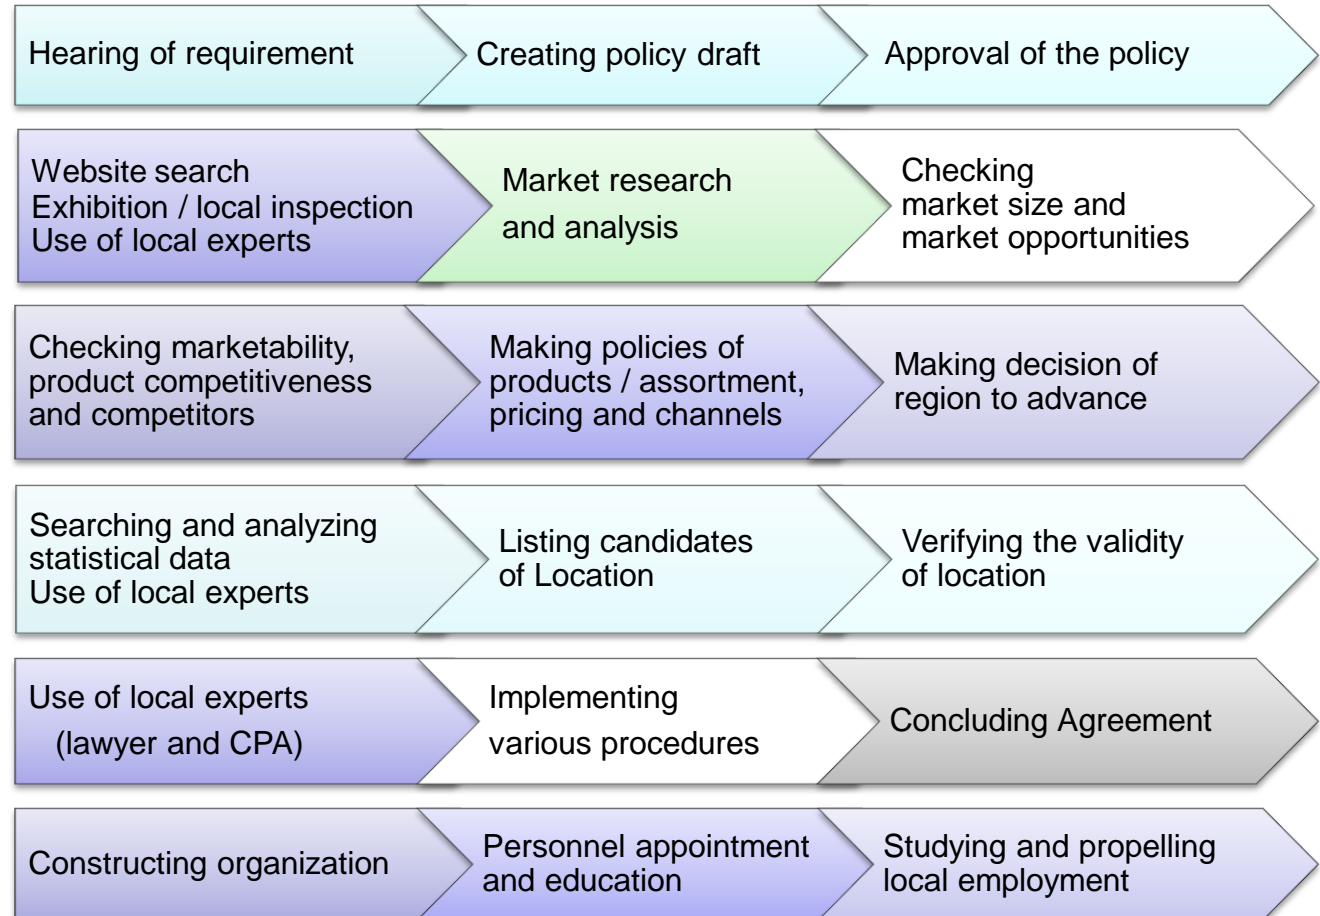 Hearing of requirement
Creating policy draft
Approval of the policy
Website search
Exhibition / local inspection
Use of local experts
Market research
and analysis
Checking
market size and
market opportunities
Checking marketability,
product competitiveness
and competitors
Making policies of
products / assortment,
pricing and channels
Making decision of
region to advance
Searching and analyzing
statistical data
Use of local experts
Listing candidates
of Location
Verifying the validity
of location
Use of local experts
(lawyer and CPA)
Implementing
various procedures
Concluding Agreement
Constructing organization
Personnel appointment
and education
Studying and propelling
local employment